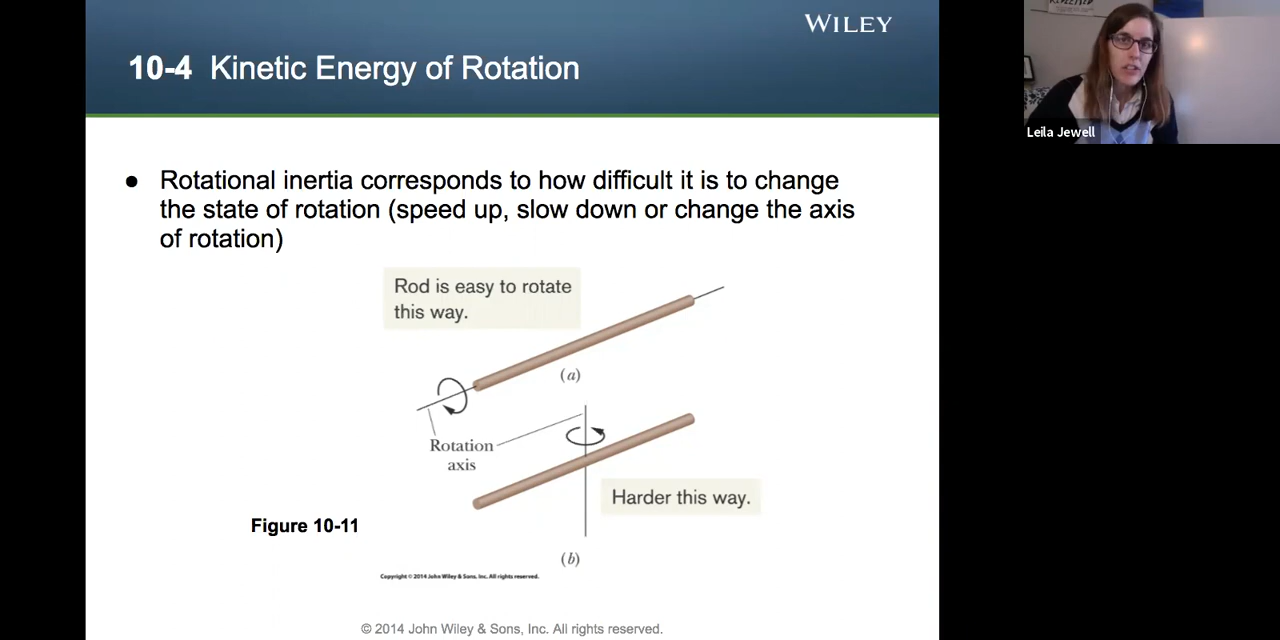 WILEY
10-4 Kinetic Energy of Rotation
● Rotational inertia corresponds to how difficult it is to change
the state of rotation (speed up, slow down or change the axis
of rotation)
Rod is easy to rotate
this way.
(a)
Rotation
axis
Harder this way.
Figure 10-11
(b)
Copyright © 2014 John Wiley & Sons, Inc. All rights reserved.
© 2014 John Wiley & Sons, Inc. All rights reserved.
Leila Jewell